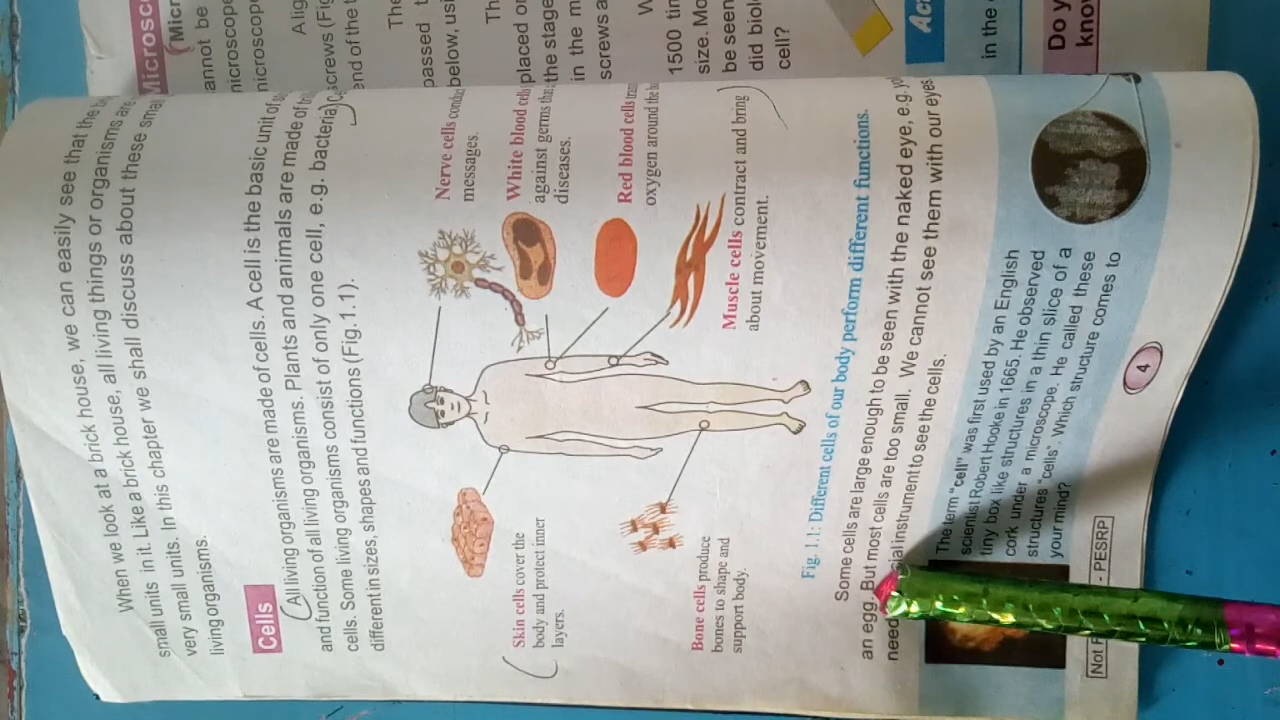 When we look at a brick house, we can easily see that the
small units in it. Like a brick house, all living things or organisms are
very small units. In this chapter we shall discuss about these small
living organisms.
Cells
All living organisms are made of cells. A cell is the basic unit of
and function of all living organisms. Plants and animals are made of
cells. Some living organisms consist of only one cell, e.g. bacteria
different in sizes, shapes and functions (Fig.1.1).
Nerve cells
messages.
White blood cells
against germs
diseases.
Red blood cells
oxygen around the
Muscle cells contract and bring
about movement.
Skin cells cover the
body and protect inner
layers.
Bone cells produce
bones to shape and
support body.
Fig. 1.1: Different cells of our body perform different functions.
Some cells are large enough to be seen with the naked eye, e.g.
an egg. But most cells are too small. We cannot see them with our eyes.
need instrument to see the cells.
The term "cell" was first used by an English
scientist Robert Hooke in 1665. He observed
tiny box like structures in a thin slice of a
cork under a microscope. He called these
structures "cells". Which structure comes to
your mind?
Not - PESRP
4
Microsc
(Micr
annot be
microscope
microscope
Alig
screws (Fig
end of the t
The
passed t
below, usi
Th
placed on
the stage
in the m
screws a
W
1500 tim
size. Mo
be seen
did biol
cell?
Act
in the
Do y
know